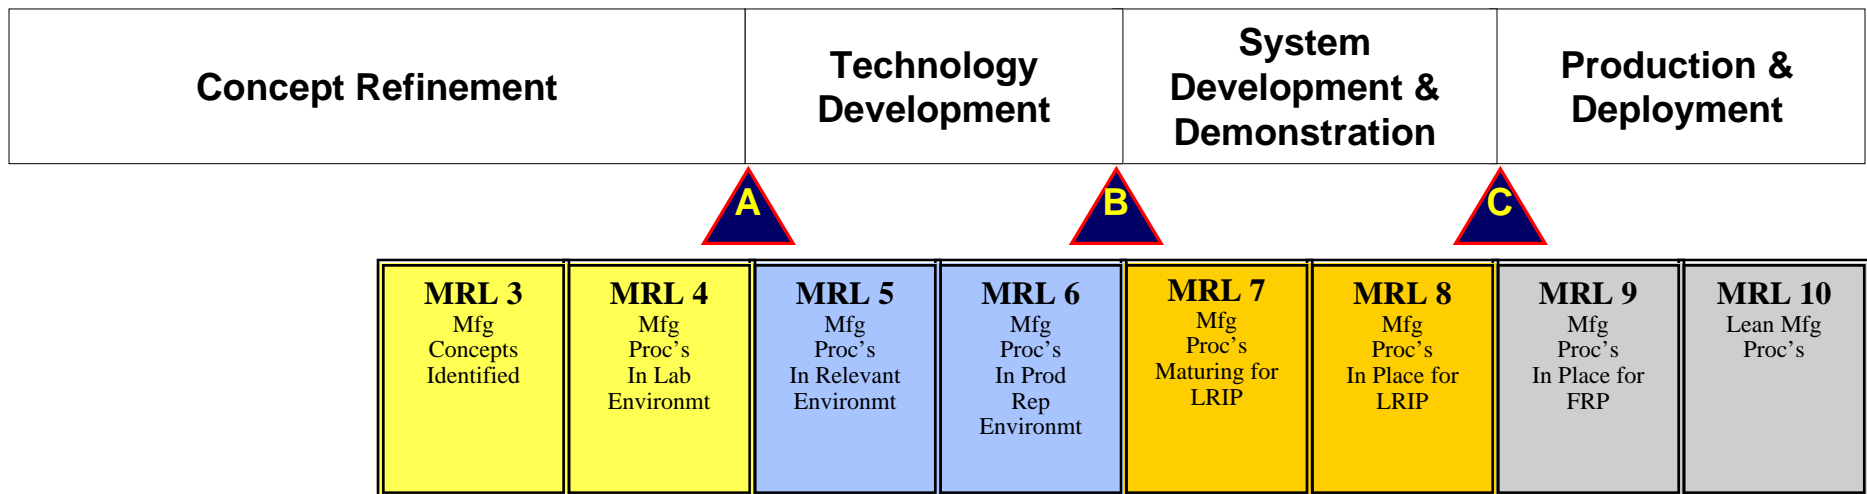 Concept Refinement
Technology
Development
System
Development &
Demonstration
Production &
Deployment
A
B
C
MRL 3
Mfg
Concepts
Identified
MRL 4
Mfg
Proc’s
In Lab
Environmt
MRL 5
Mfg
Proc’s
In Relevant
Environmt
MRL 6
Mfg
Proc’s
In Prod
Rep
Environmt
MRL 7
Mfg
Proc’s
Maturing for
LRIP
MRL 8
Mfg
Proc’s
In Place for
LRIP
MRL 9
Mfg
Proc’s
In Place for
FRP
MRL 10
Lean Mfg
Proc’s